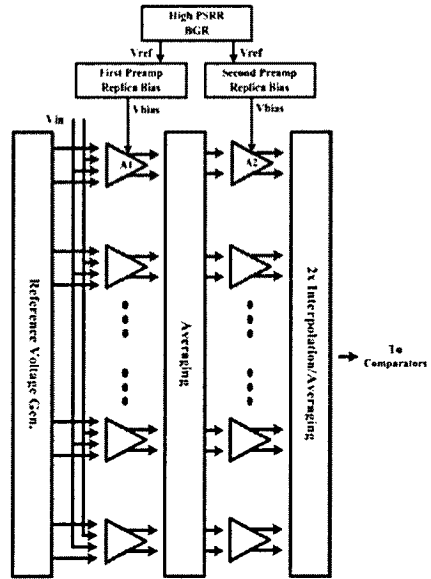 High PSRR
BGR
Vref
Vref
First Preamp
Replica Bias
Second Preamp
Replica Bias
Vbias
Vbias
Vin
A1
A2
Reference Voltage Gen.
Averaging
2x Interpolation/Averaging
To
Comparators